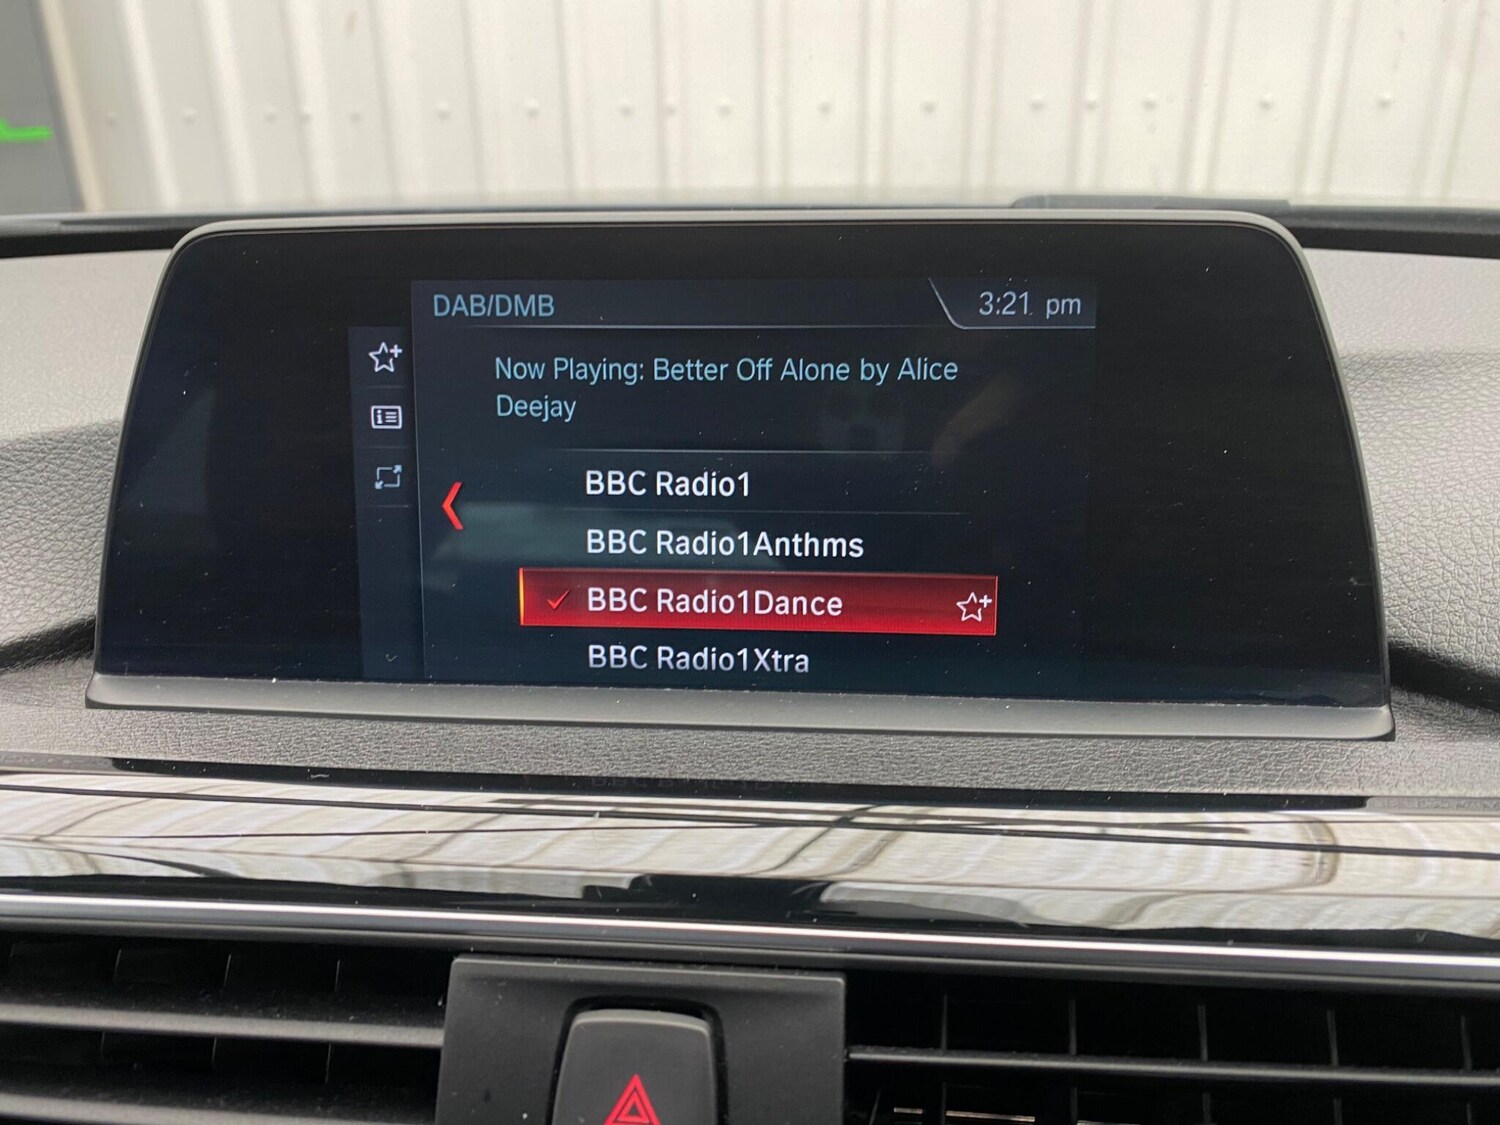 DAB/DMB
3:21 pm
Now Playing: Better Off Alone by Alice
Deejay
BBC Radio1
BBC Radio1Anthms
BBC Radio1Dance
BBC Radio1Xtra